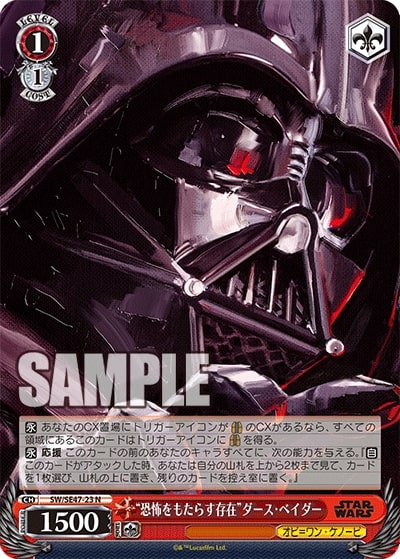 LEVEL
1
1
COST
SAMPLE
永 あなたのCX置場にトリガーアイコンが のCXがあるなら、すべての
領域にあるこのカードはトリガーアイコンに を得る。
永 応援 このカードの前のあなたのキャラすべてに、次の能力を与える。『自
このカードがアタックした時、あなたは自分の山札を上から2枚まで見て、カード
を1枚選び、山札の上に置き、残りのカードを控え室に置く。』
CH SW/SE47-23 N
POWER
1500
“恐怖をもたらす存在”ダース・ベイダー
STAR WARS
オビ=ワン・ケノービ
©&™Lucasfilm Ltd.